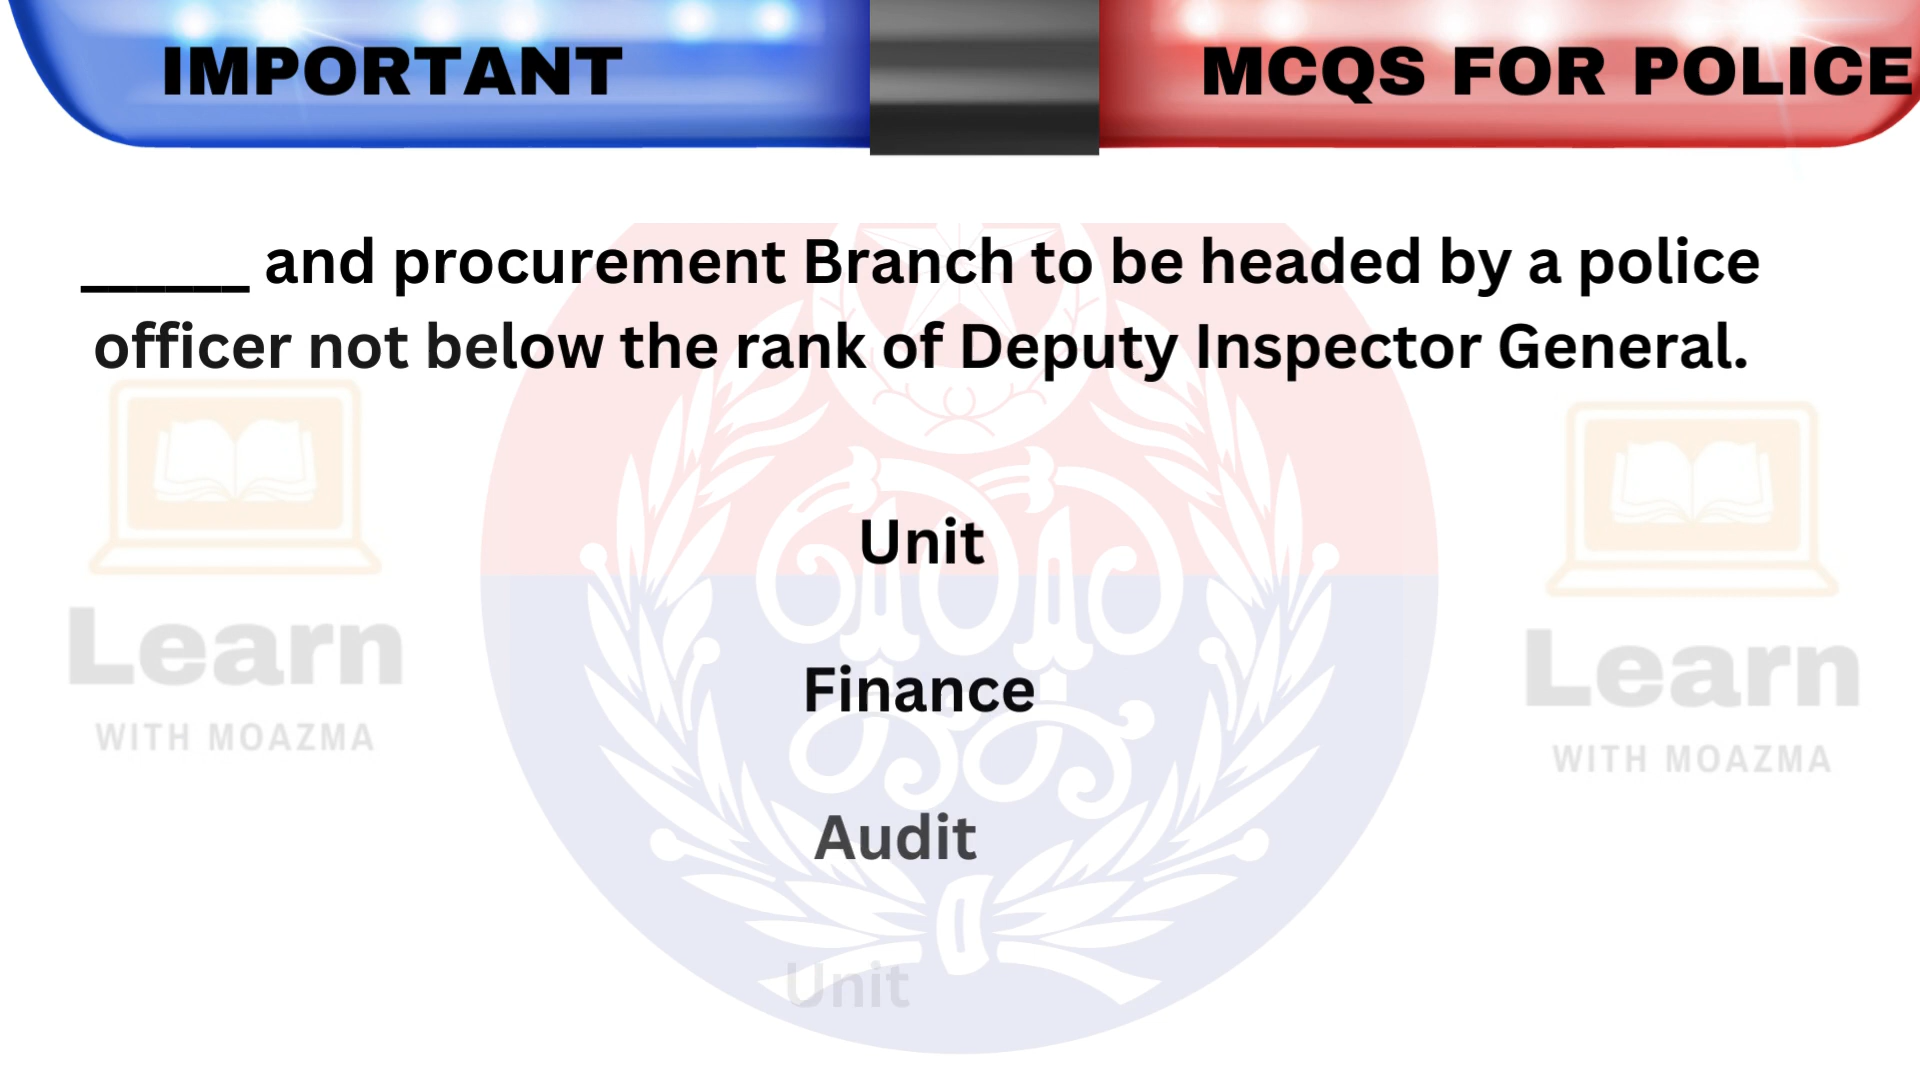 IMPORTANT
MCQS FOR POLICE
______ and procurement Branch to be headed by a police
officer not below the rank of Deputy Inspector General.
Unit
Finance
Audit
Unit
Learn
WITH MOAZMA
Learn
WITH MOAZMA